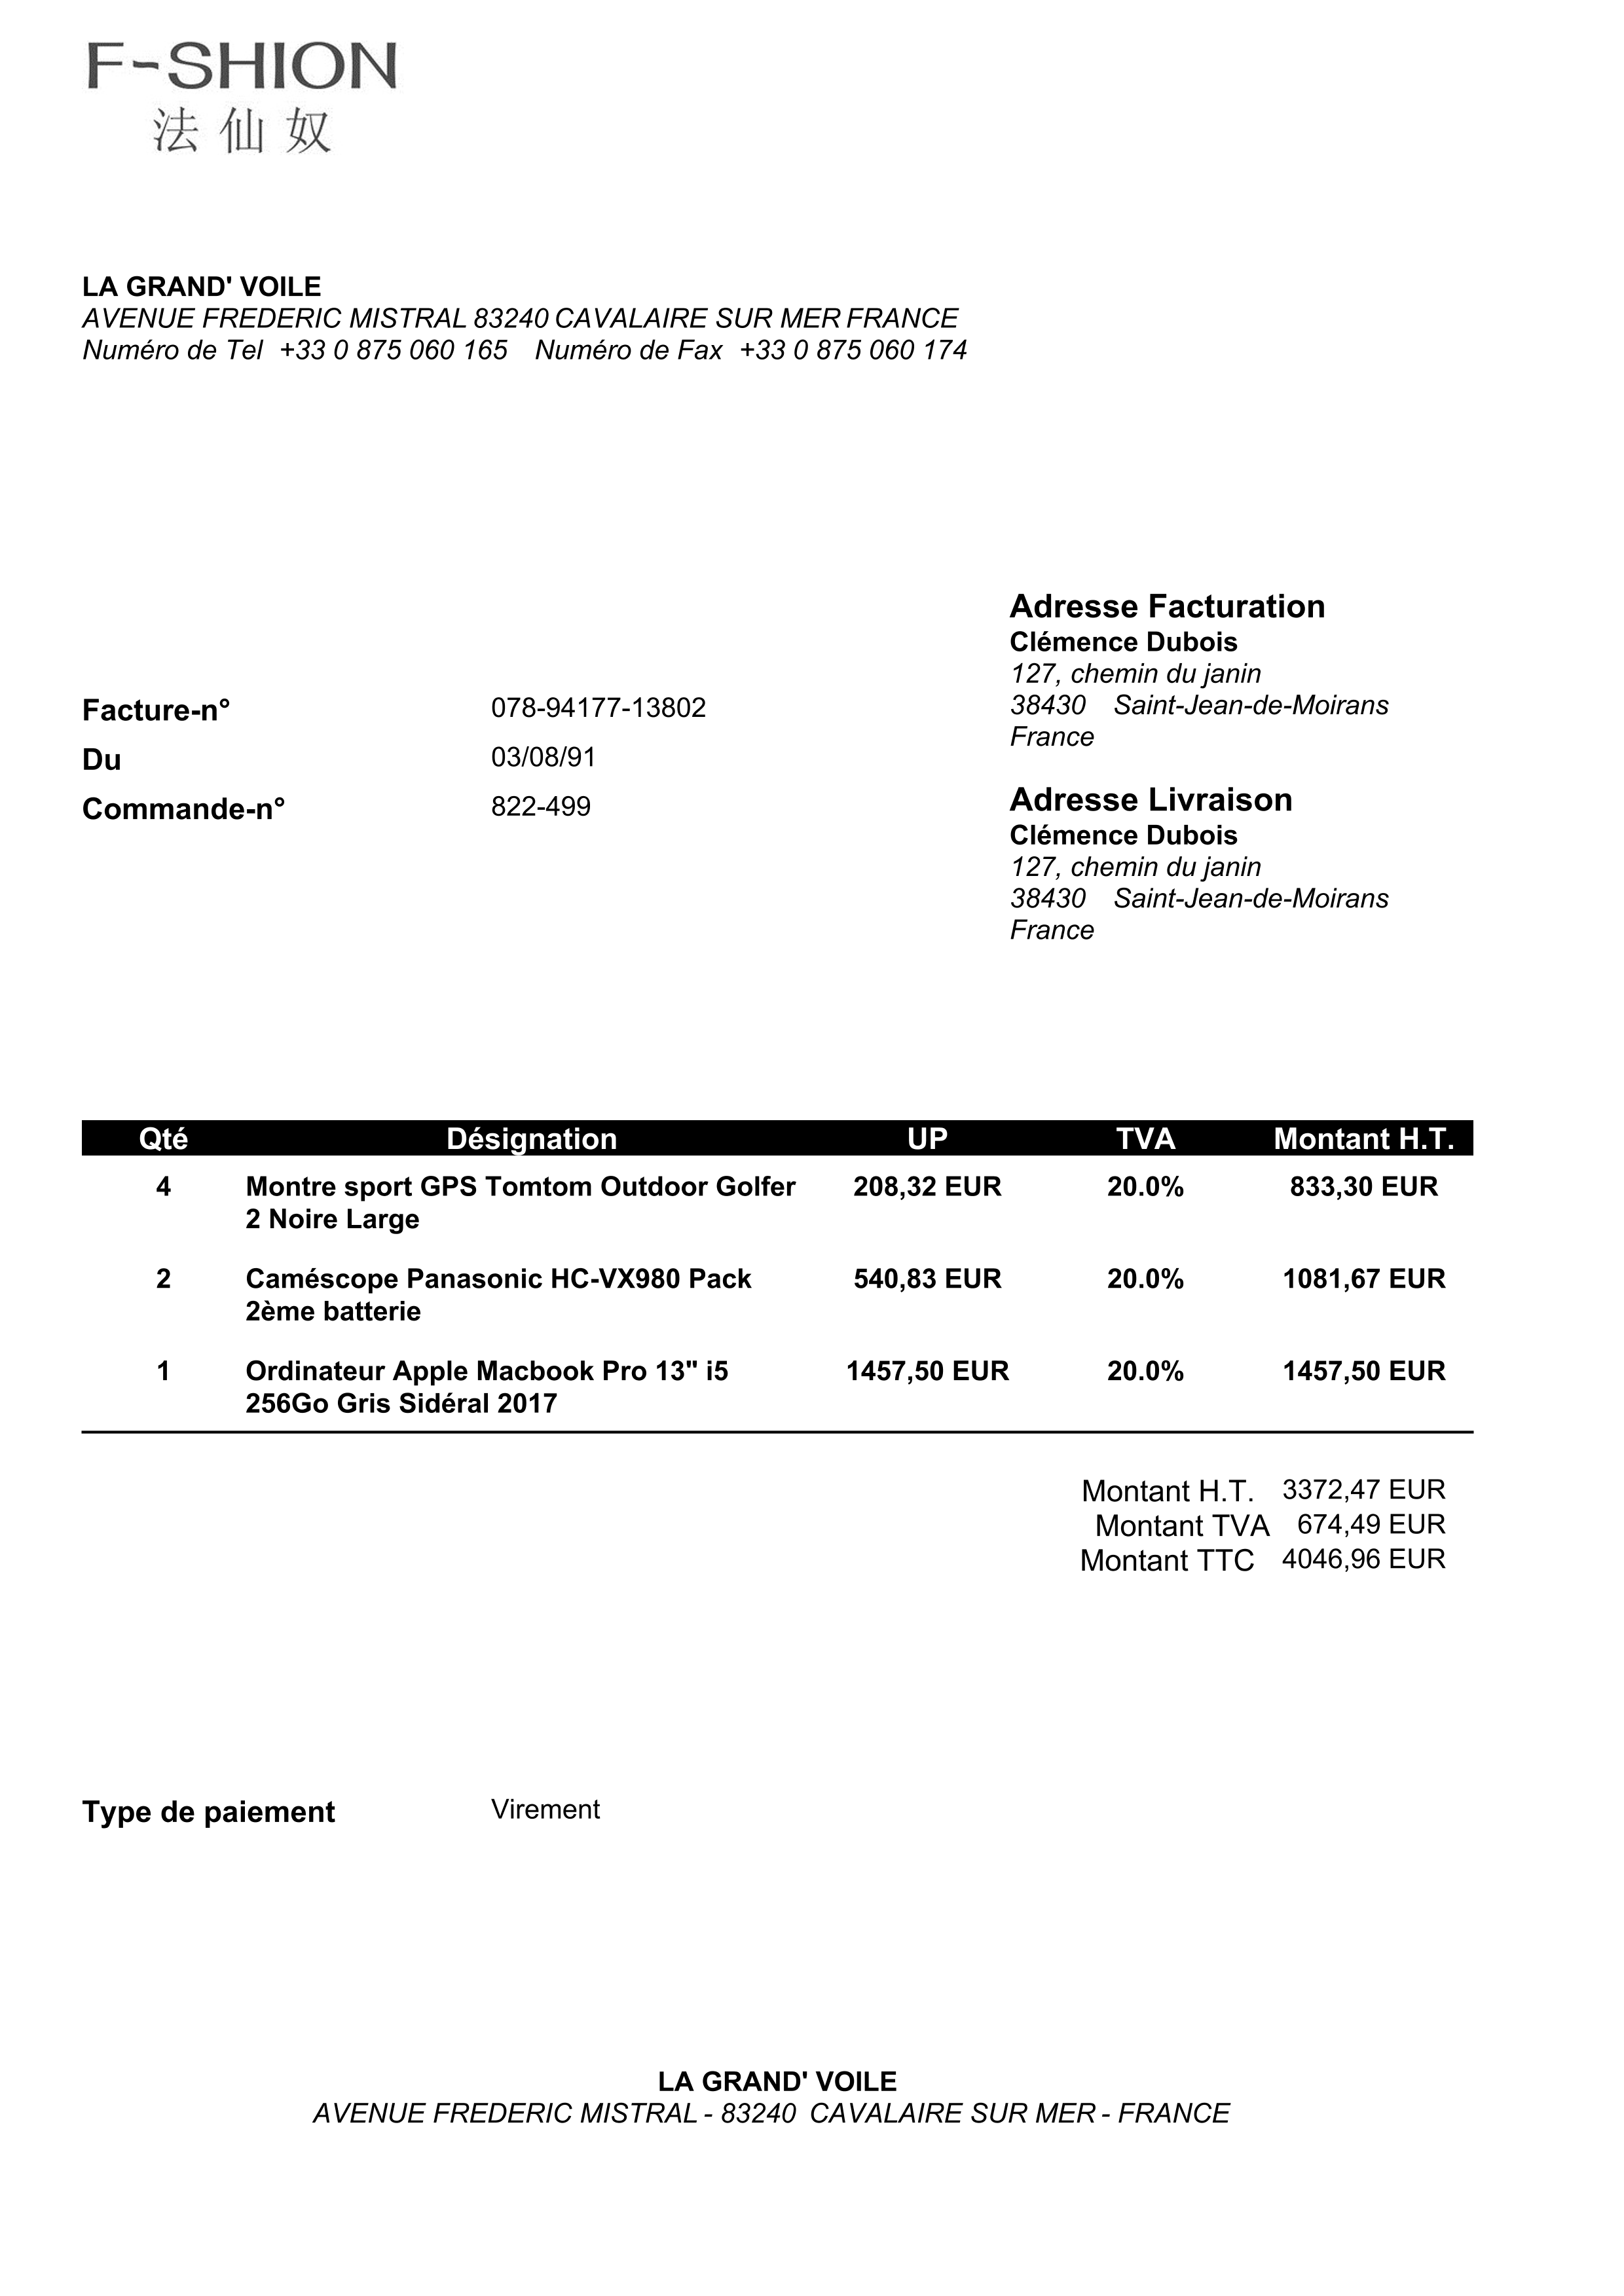 F-SHION
法仙奴
LA GRAND' VOILE
AVENUE FREDERIC MISTRAL 83240 CAVALAIRE SUR MER FRANCE
Numéro de Tel +33 0 875 060 165 Numéro de Fax +33 0 875 060 174
Adresse Facturation
Clémence Dubois
127, chemin du janin
38430 Saint-Jean-de-Moirans
France
Facture-n° 078-94177-13802
Du 03/08/91
Commande-n° 822-499
Adresse Livraison
Clémence Dubois
127, chemin du janin
38430 Saint-Jean-de-Moirans
France
Qté Désignation UP TVA Montant H.T.
4 Montre sport GPS Tomtom Outdoor Golfer 208,32 EUR 20.0% 833,30 EUR
2 Noire Large
2 Caméscope Panasonic HC-VX980 Pack 540,83 EUR 20.0% 1081,67 EUR
2ème batterie
1 Ordinateur Apple Macbook Pro 13" i5 1457,50 EUR 20.0% 1457,50 EUR
256Go Gris Sidéral 2017
Montant H.T. 3372,47 EUR
Montant TVA 674,49 EUR
Montant TTC 4046,96 EUR
Type de paiement Virement
LA GRAND' VOILE
AVENUE FREDERIC MISTRAL - 83240 CAVALAIRE SUR MER - FRANCE